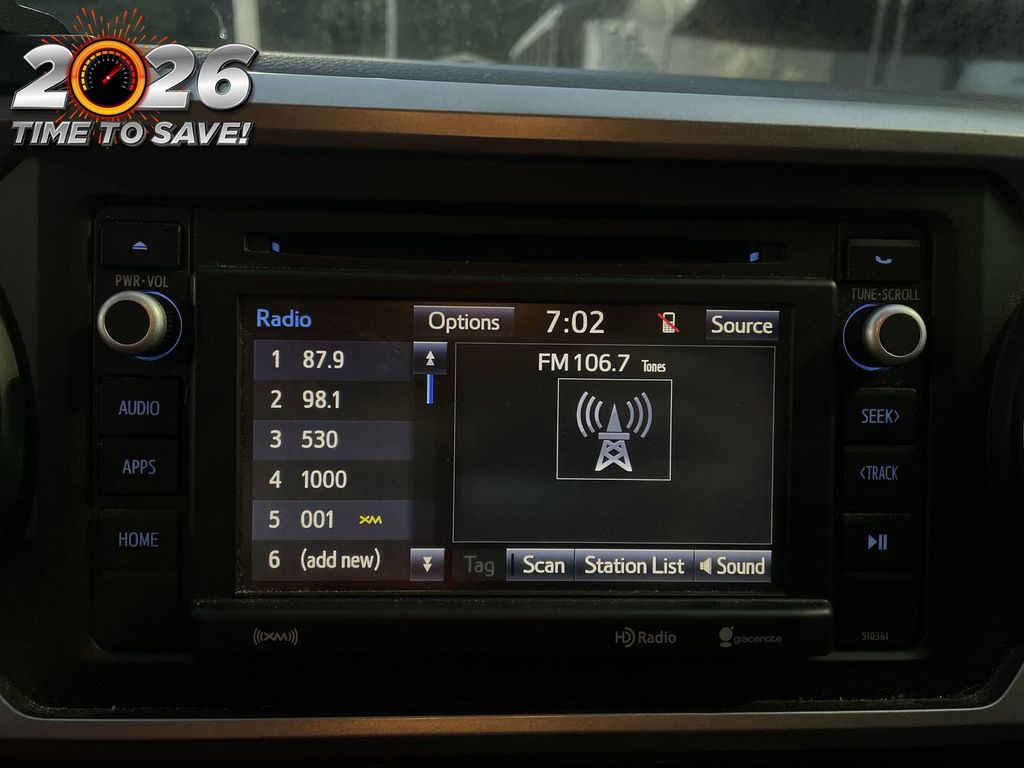 2026
TIME TO SAVE!
PWR·VOL
TUNE·SCROLL
Radio
Options
7:02
Source
1 87.9
FM 106.7 Tones
2 98.1
AUDIO
SEEK>
3 530
4 1000
APPS
<TRACK
5 001 XM
HOME
6 (add new)
Tag
Scan
Station List
Sound
((XM))
HD Radio
gracenote
510361